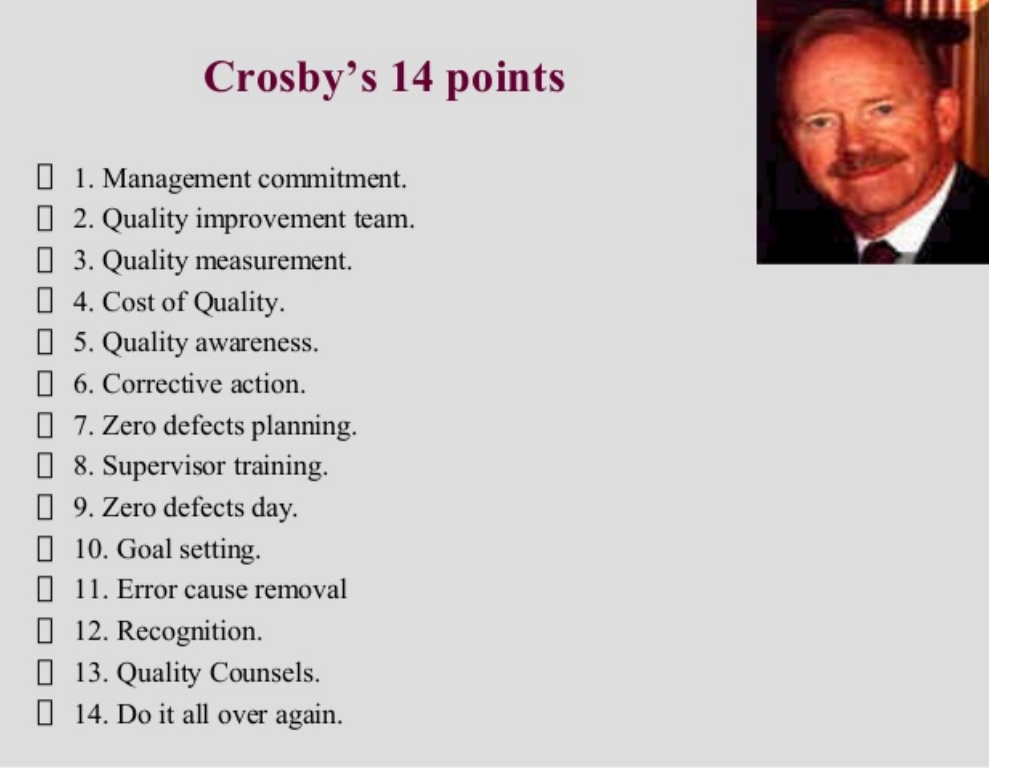 Crosby’s 14 points
1. Management commitment.
2. Quality improvement team.
3. Quality measurement.
4. Cost of Quality.
5. Quality awareness.
6. Corrective action.
7. Zero defects planning.
8. Supervisor training.
9. Zero defects day.
10. Goal setting.
11. Error cause removal
12. Recognition.
13. Quality Counsels.
14. Do it all over again.